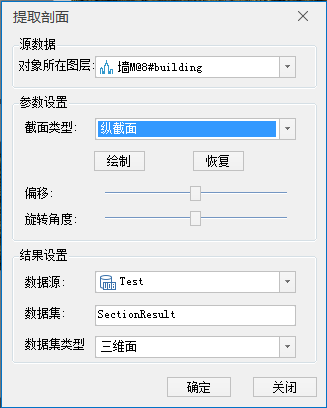 提取剖面
源数据
对象所在图层: 墙M@8#building
参数设置
截面类型: 纵截面
绘制 恢复
偏移:
旋转角度:
结果设置
数据源: Test
数据集: SectionResult
数据集类型 三维面
确定 关闭